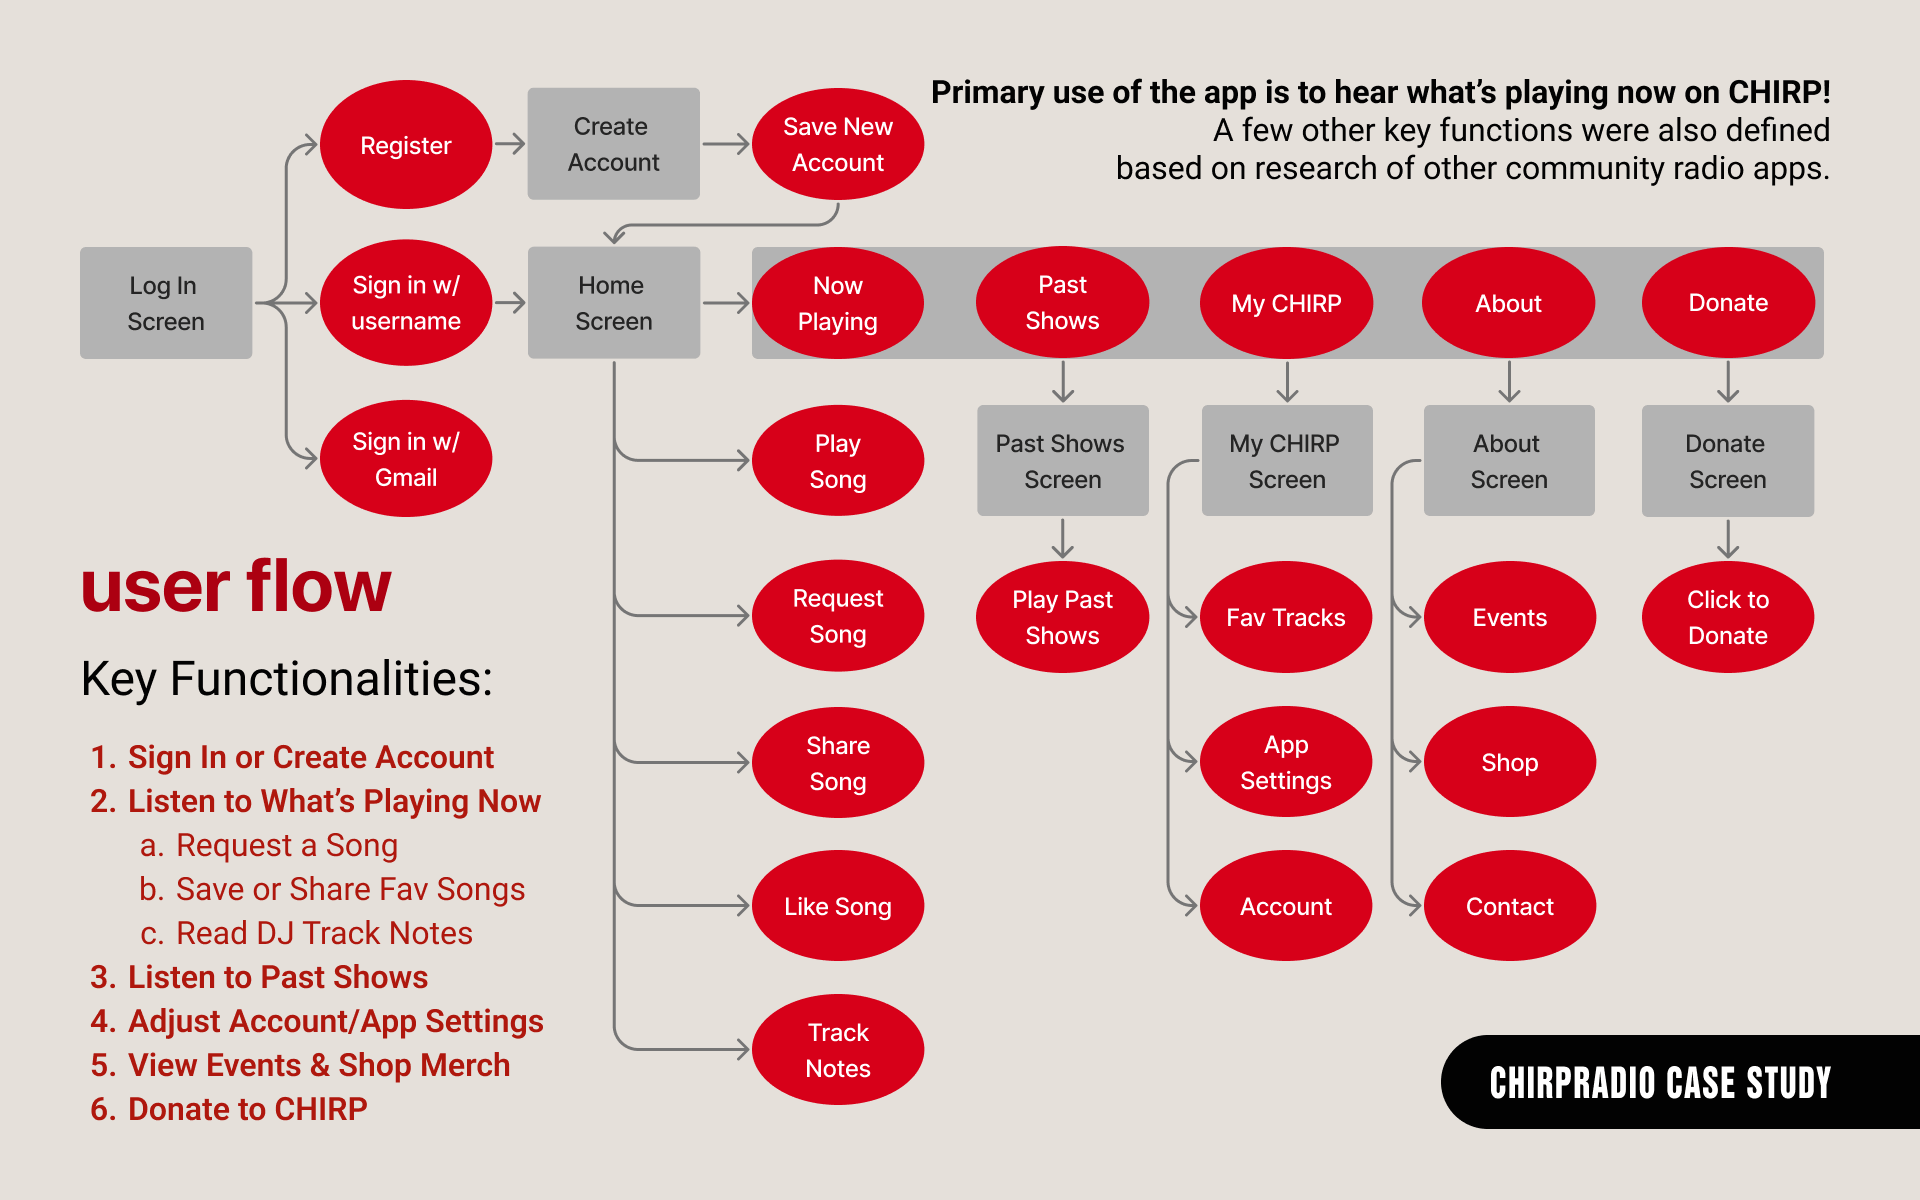 Primary use of the app is to hear what's playing now on CHIRP!
A few other key functions were also defined
based on research of other community radio apps.
Register
Create
Account
Save New
Account
Log In
Screen
Sign in w/
username
Home
Screen
Now
Playing
Past
Shows
My CHIRP
About
Donate
Sign in w/
Gmail
Play
Song
Past Shows
Screen
My CHIRP
Screen
About
Screen
Donate
Screen
Request
Song
Play Past
Shows
Fav Tracks
Events
Click to
Donate
Share
Song
App
Settings
Shop
Like Song
Account
Contact
Track
Notes
user flow
Key Functionalities:
1. Sign In or Create Account
2. Listen to What's Playing Now
a. Request a Song
b. Save or Share Fav Songs
c. Read DJ Track Notes
3. Listen to Past Shows
4. Adjust Account/App Settings
5. View Events & Shop Merch
6. Donate to CHIRP
CHIRPRADIO CASE STUDY